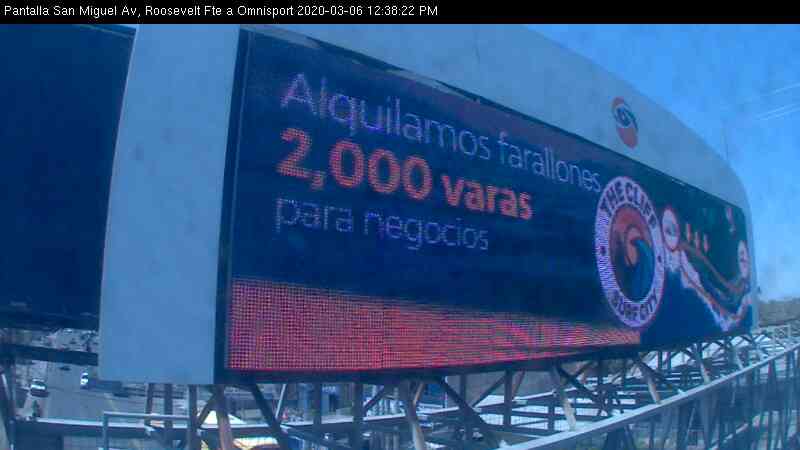 Pantalla San Miguel Av, Roosevelt Fte a Omnisport 2020-03-06 12:38:22 PM
Alquilamos farallones
2,000 varas
para negocios
THE CLIFF
SURF CITY